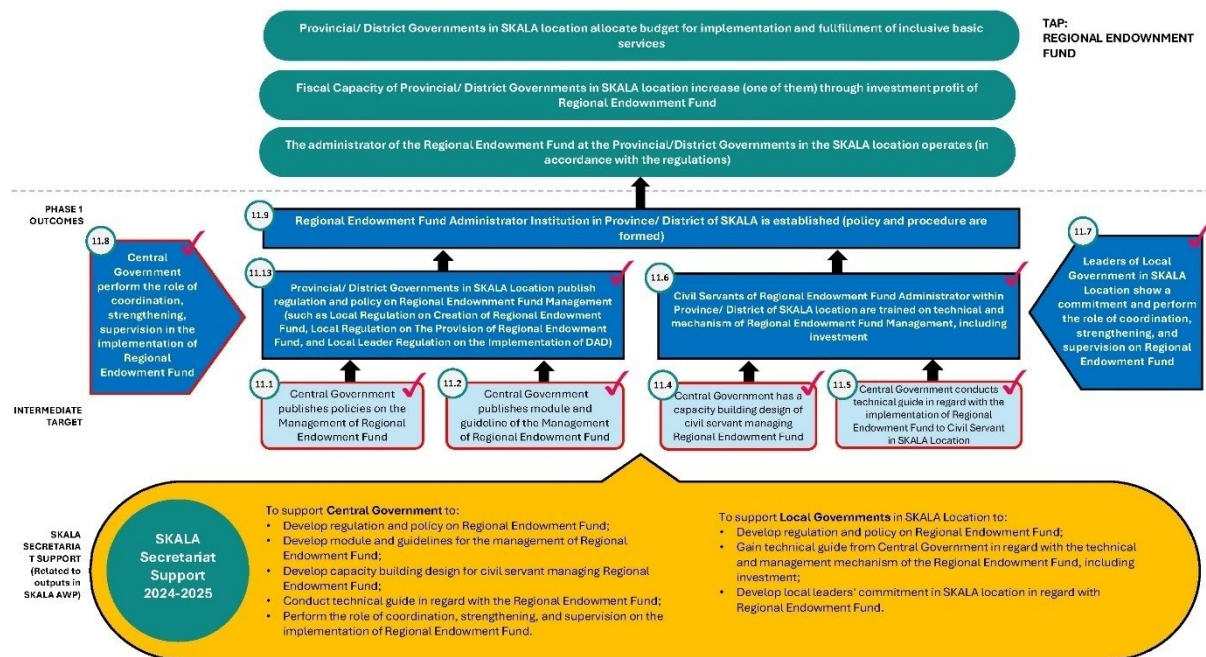 Provincial/ District Governments in SKALA location allocate budget for implementation and fullfillment of inclusive basic
services
TAP:
REGIONAL ENDOWNMENT
FUND
Fiscal Capacity of Provincial/ District Governments in SKALA location increase (one of them) through investment profit of
Regional Endownment Fund
The administrator of the Regional Endowment Fund at the Provincial/District Governments in the SKALA location operates (in
accordance with the regulations)
PHASE 1
OUTCOMES
11.9
Regional Endowment Fund Administrator Institution in Province/ District of SKALA is established (policy and procedure are
formed)
11.8
Central
Government
perform the role of
coordination,
strengthening,
supervision in the
implementation of
Regional
Endowment Fund
11.13
Provincial/ District Governments in SKALA Location publish
regulation and policy on Regional Endownment Fund Management
(such as Local Regulation on Creation of Regional Endowment
Fund, Local Regulation on The Provision of Regional Endowment
Fund, and Local Leader Regulation on the Implementation of DAD)
11.6
Civil Servants of Regional Endowment Fund Administrator within
Province/ District of SKALA location are trained on technical and
mechanism of Regional Endowment Fund Management, including
investment
11.7
Leaders of Local
Government in SKALA
Location show a
commitment and perform
the role of coordination,
strengthening, and
supervision on Regional
Endowment Fund
INTERMEDIATE
TARGET
11.1
Central Government
publishes policies on the
Management of Regional
Endowment Fund
11.2
Central Government
publishes module and
guideline of the Management
of Regional Endowment Fund
11.4
Central Government has a
capacity building design of
civil servant managing
Regional Endowment Fund
11.5
Central Government conducts
technical guide in regard with the
implementation of Regional
Endowment Fund to Civil Servant
in SKALA Location
SKALA
SECRETARIA
T SUPPORT
(Related to
outputs in
SKALA AWP)
SKALA
Secretariat
Support
2024-2025
To support Central Government to:
• Develop regulation and policy on Regional Endowment Fund;
• Develop module and guidelines for the management of Regional
Endowment Fund;
• Develop capacity building design for civil servant managing Regional
Endowment Fund;
• Conduct technical guide in regard with the Regional Endowment Fund;
• Perform the role of coordination, strengthening, and supervision on the
implementation of Regional Endowment Fund.
To support Local Governments in SKALA Location to:
• Develop regulation and policy on Regional Endowment Fund;
• Gain technical guide from Central Government in regard with the technical
and management mechanism of the Regional Endowment Fund, including
investment;
• Develop local leaders' commitment in SKALA location in regard with
Regional Endowment Fund.